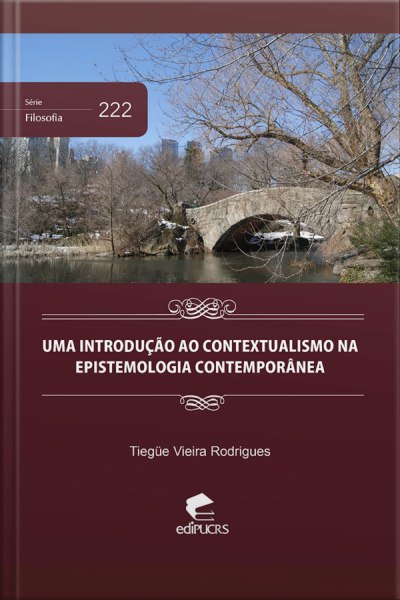 Série
Filosofia
222
UMA INTRODUÇÃO AO CONTEXTUALISMO NA
EPISTEMOLOGIA CONTEMPORÂNEA
Tiegüe Vieira Rodrigues
ediPUCRS